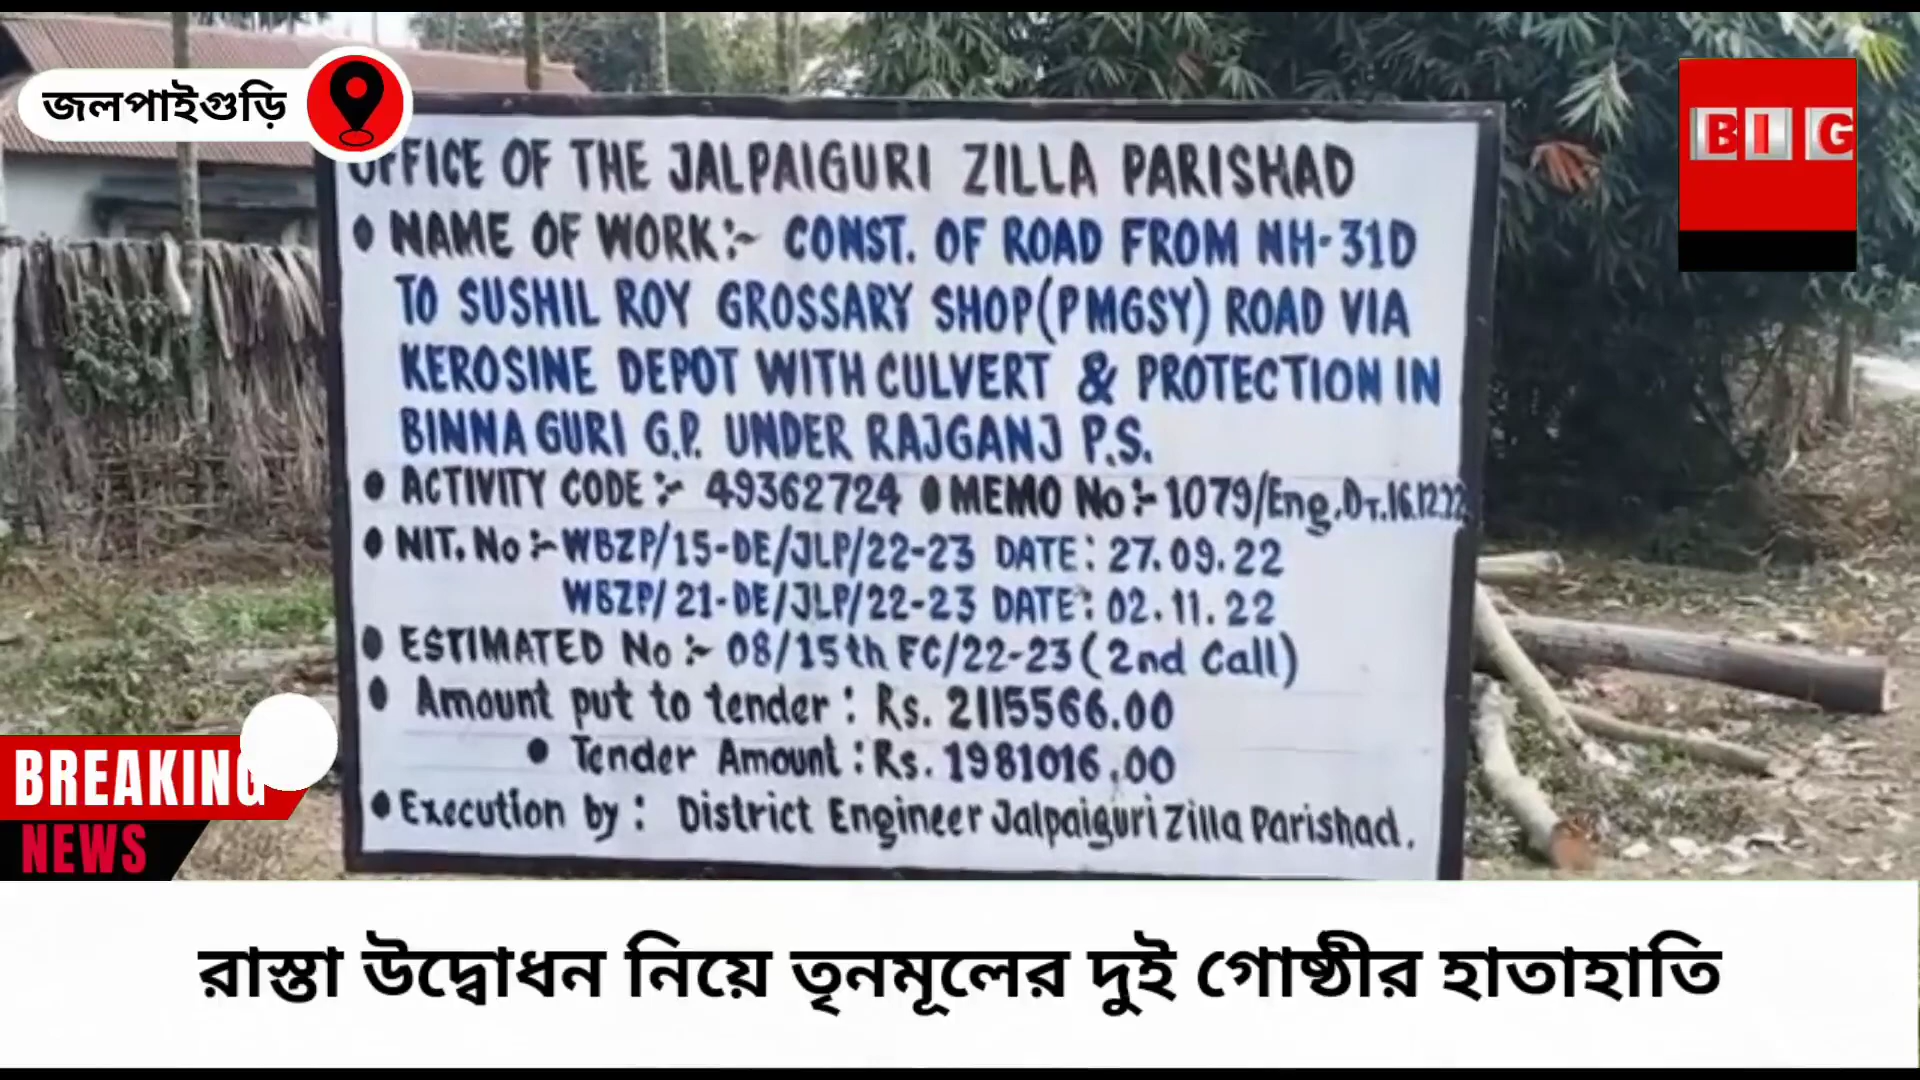 জলপাইগুড়ি
BIG
OFFICE OF THE JALPAIGURI ZILLA PARISHAD
• NAME OF WORK:- CONST. OF ROAD FROM NH-31D
TO SUSHIL ROY GROSSARY SHOP(PMGSY) ROAD VIA
KEROSINE DEPOT WITH CULVERT & PROTECTION IN
BINNAGURI G.P. UNDER RAJGANJ P.S.
• ACTIVITY CODE:- 49362724 • MEMO No:- 1079/Eng.DT.16.12.22
• NIT. No:- WBZP/15-DE/JLP/22-23 DATE: 27.09.22
WBZP/21-DE/JLP/22-23 DATE: 02.11.22
• ESTIMATED No:- 08/15th FC/22-23 (2nd Call)
• Amount put to tender: Rs. 2115566.00
• Tender Amount: Rs. 1981016.00
• Execution by: District Engineer Jalpaiguri Zilla Parishad.
BREAKING
NEWS
রাস্তা উদ্বোধন নিয়ে তৃনমূলের দুই গোষ্ঠীর হাতাহাতি